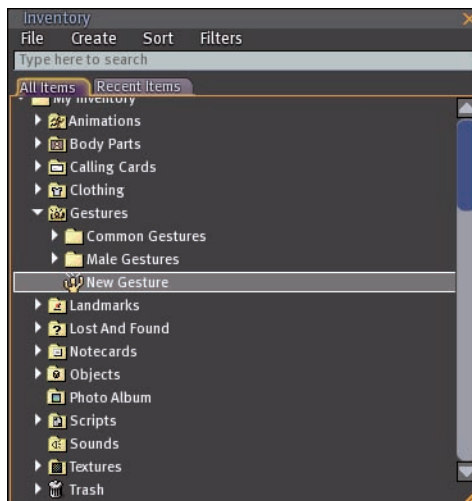 Inventory
File Create Sort Filters
Type here to search
All Items Recent Items
My Inventory
Animations
Body Parts
Calling Cards
Clothing
Gestures
Common Gestures
Male Gestures
New Gesture
Landmarks
Lost And Found
Notecards
Objects
Photo Album
Scripts
Sounds
Textures
Trash